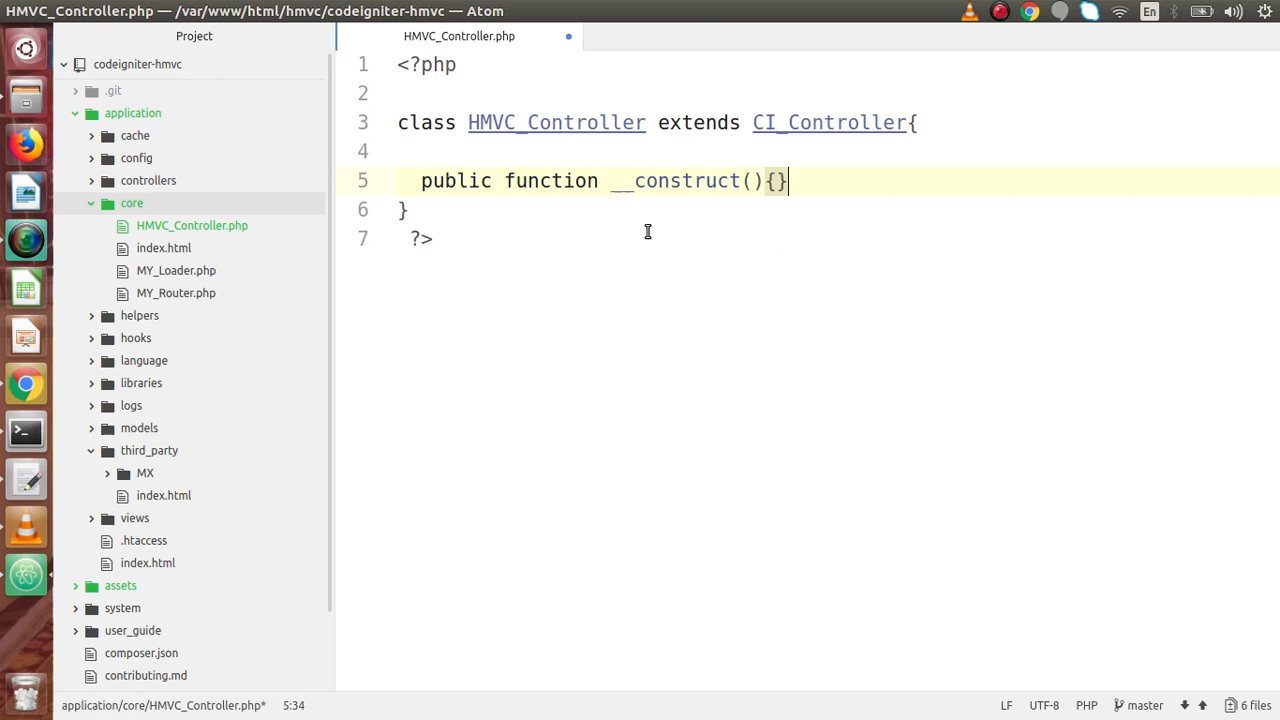 HMVC_Controller.php — /var/www/html/hmvc/codeigniter-hmvc — Atom
En
Project
HMVC_Controller.php
codeigniter-hmvc
.git
application
cache
config
controllers
core
HMVC_Controller.php
index.html
MY_Loader.php
MY_Router.php
helpers
hooks
language
libraries
logs
models
third_party
MX
index.html
views
.htaccess
index.html
assets
system
user_guide
composer.json
contributing.md
1 <?php
2
3 class HMVC_Controller extends CI_Controller{
4
5 public function __construct(){}
6 }
7 ?>
application/core/HMVC_Controller.php* 5:34 LF UTF-8 PHP master 6 files